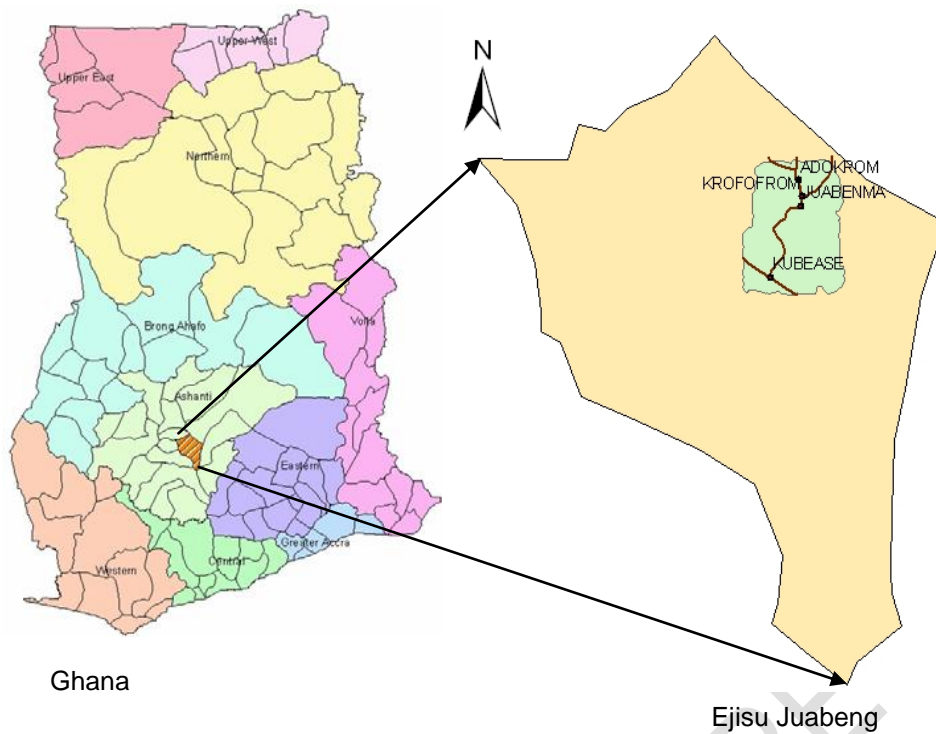 Upper West
Upper East
Northern
Brong Ahafo
Volta
Ashanti
Eastern
Greater Accra
Central
Western
Ghana
N
ADOKROM
KROFOFROM
JUABENMA
KUBEASE
Ejisu Juabeng